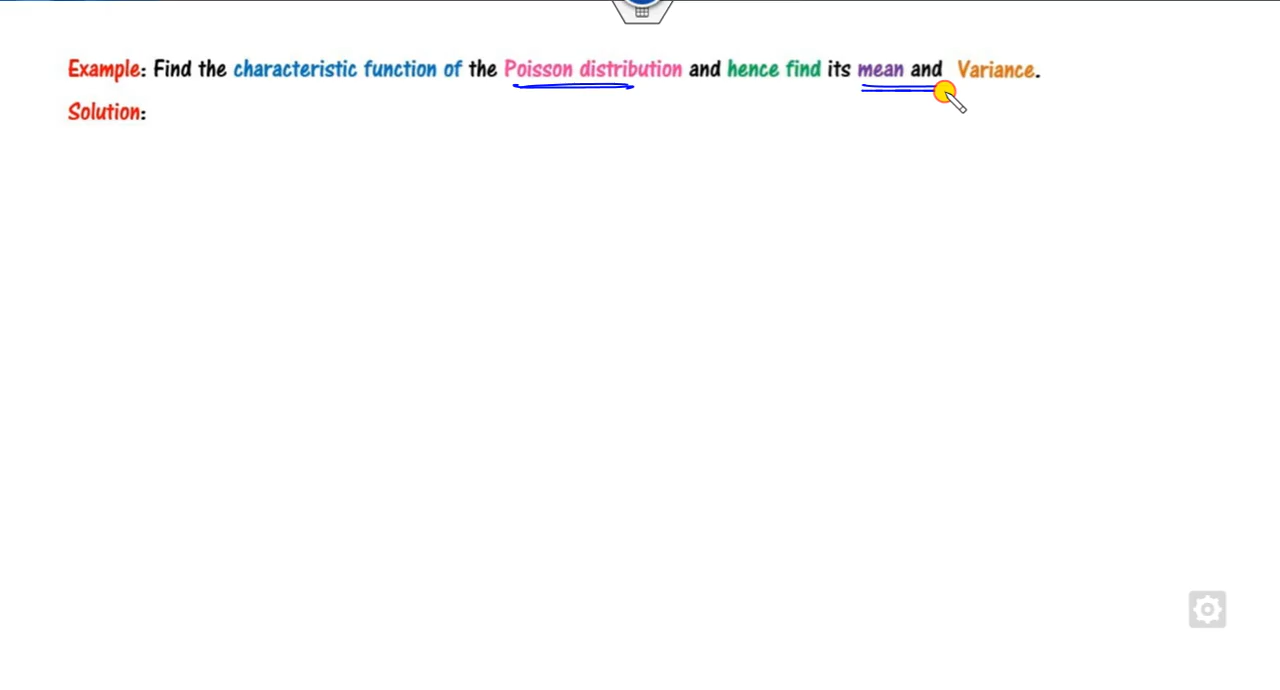 Example: Find the characteristic function of the Poisson distribution and hence find its mean and Variance.
Solution: